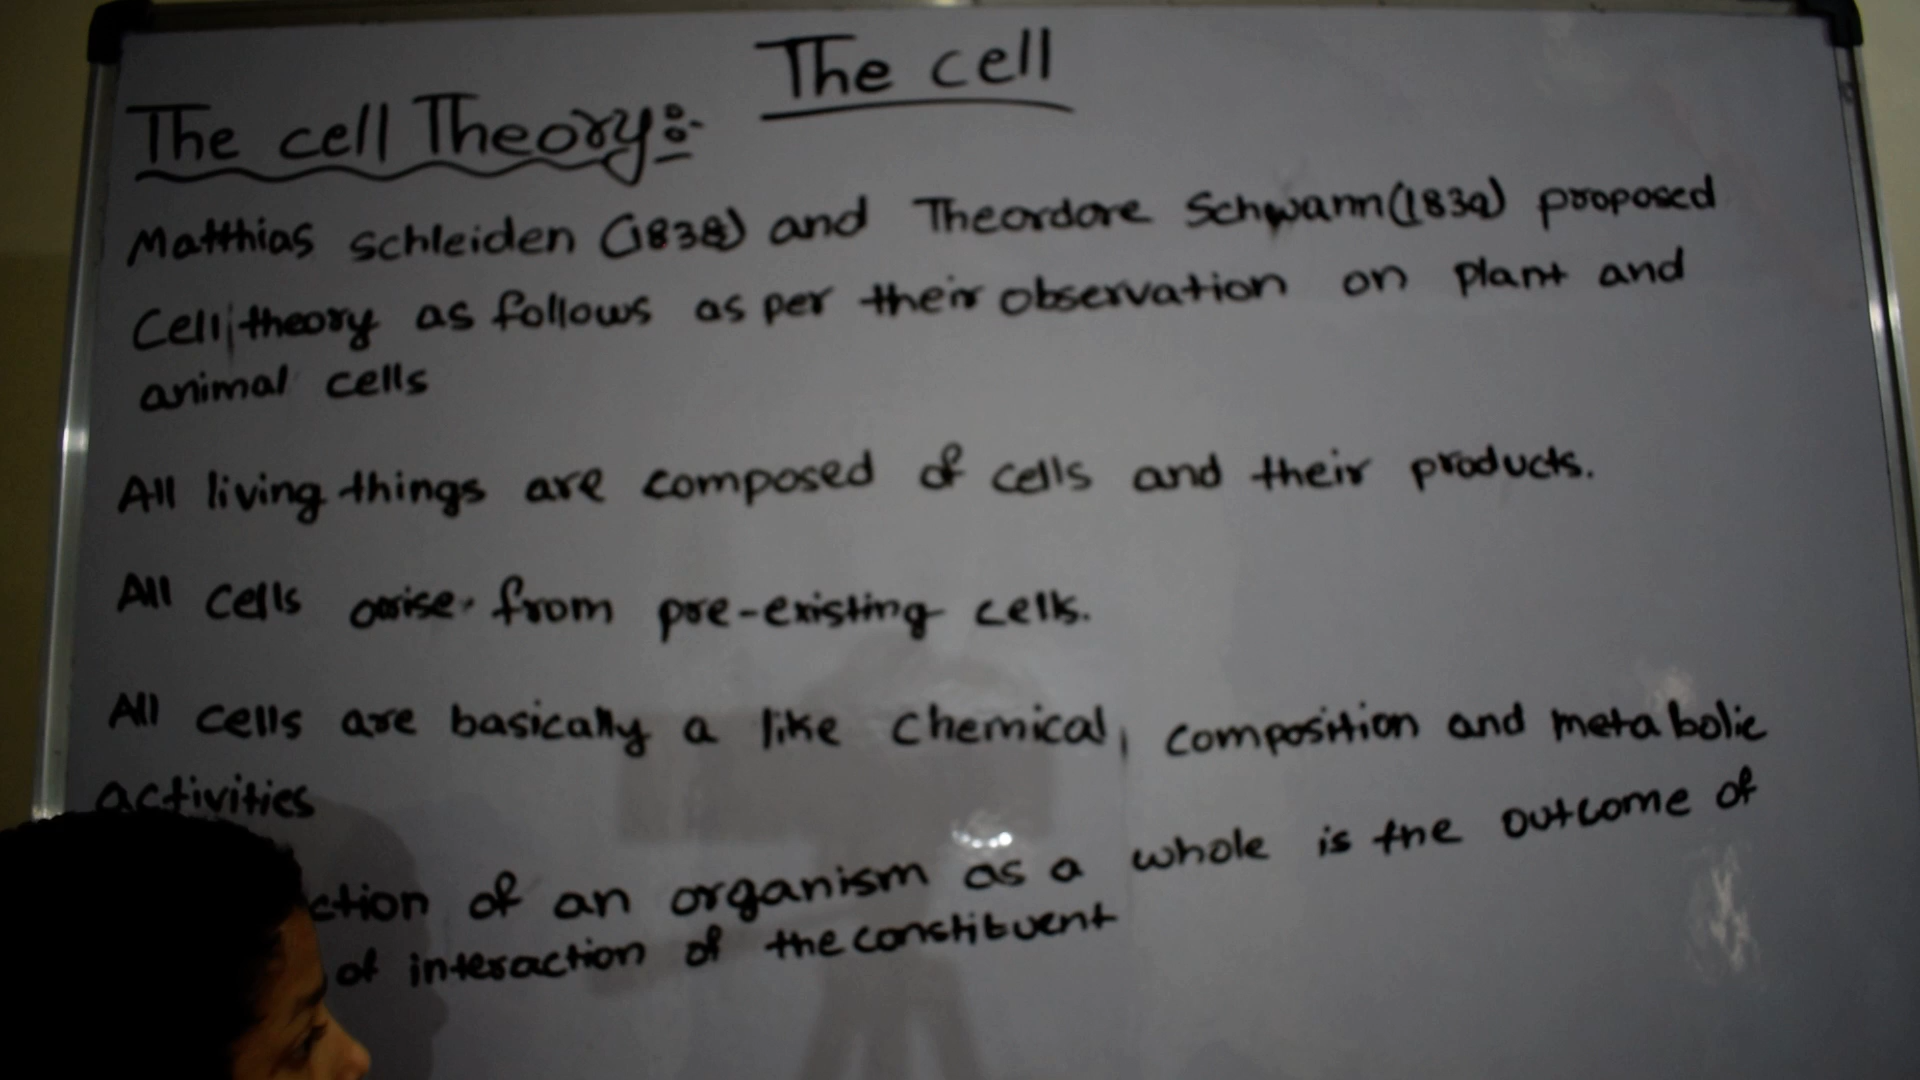 The cell
The cell Theory:-
Matthias schleiden (1838) and Theordore Schwann (1839) proposed
Cell theory as follows as per their observation on plant and
animal cells
All living things are composed of cells and their products.
All cells arise from pre-existing cells.
All cells are basically a like chemical, composition and metabolic
activities
ction of an organism as a whole is the outcome of
of interaction of the constituent